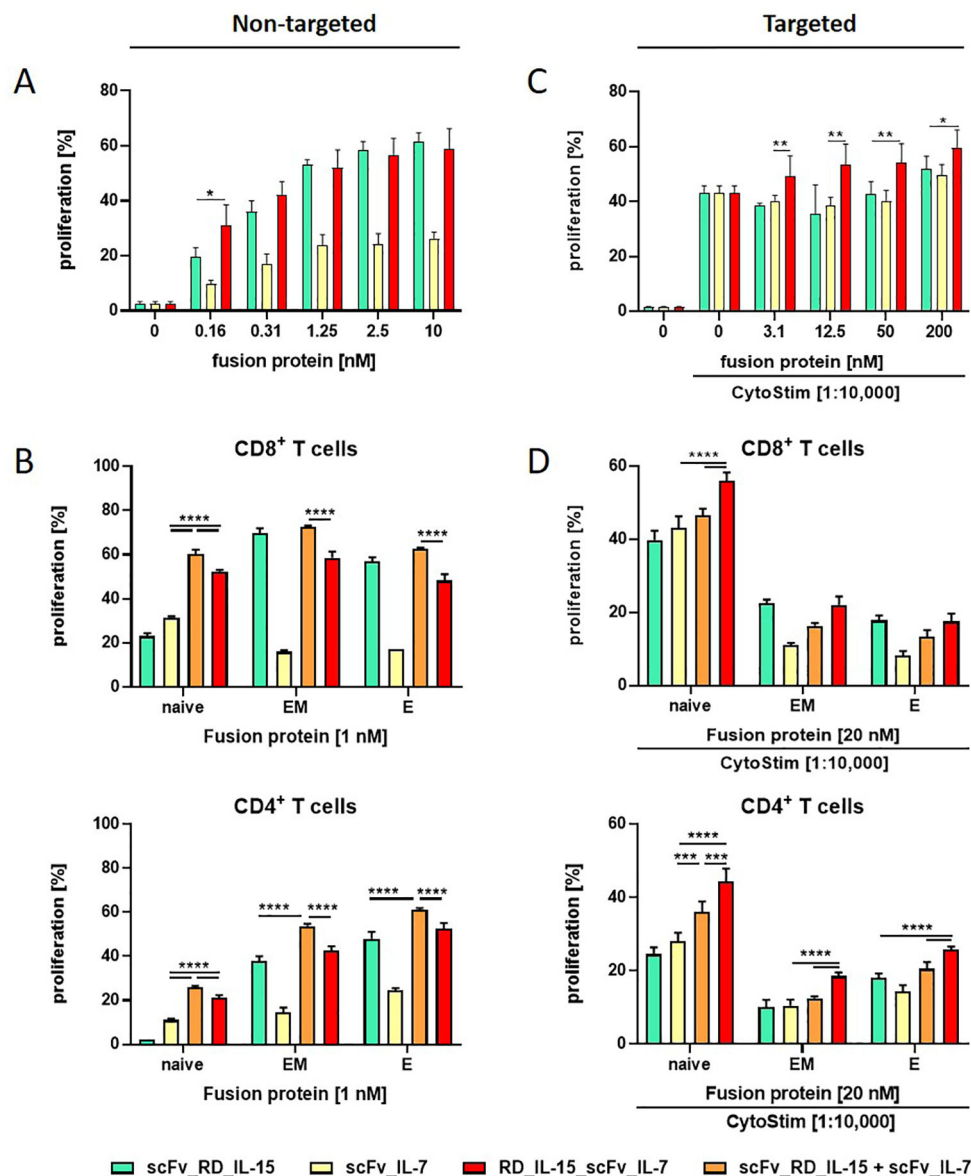 Non-targeted
Targeted
A
proliferation [%]
80
60
40
20
0
*
0 0.16 0.31 1.25 2.5 10
fusion protein [nM]
C
proliferation [%]
80
60
40
20
0
** ** ** *
0 0 3.1 12.5 50 200
fusion protein [nM]
CytoStim [1:10,000]
B
CD8+ T cells
proliferation [%]
100
80
60
40
20
0
**** **** ****
naive EM E
Fusion protein [1 nM]
CD4+ T cells
proliferation [%]
100
80
60
40
20
0
**** **** **** **** ****
naive EM E
Fusion protein [1 nM]
D
CD8+ T cells
proliferation [%]
60
40
20
0
****
naive EM E
Fusion protein [20 nM]
CytoStim [1:10,000]
CD4+ T cells
proliferation [%]
60
40
20
0
****
*** ***
**** ****
naive EM E
Fusion protein [20 nM]
CytoStim [1:10,000]
scFv_RD_IL-15 scFv_IL-7 RD_IL-15_scFv_IL-7 scFv_RD_IL-15 + scFv_IL-7